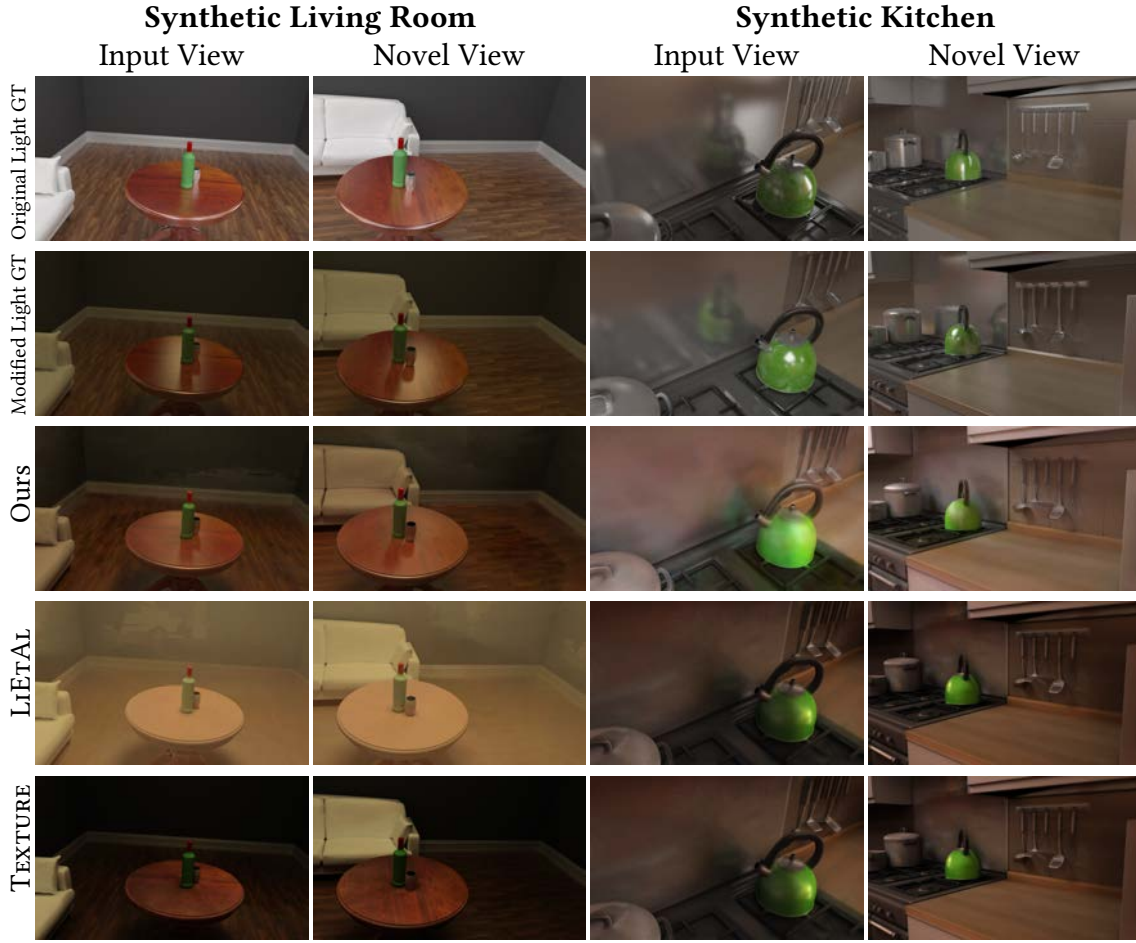 Synthetic Living Room Synthetic Kitchen
Input View Novel View Input View Novel View
Original Light GT
Modified Light GT
Ours
LIETAL
TEXTURE